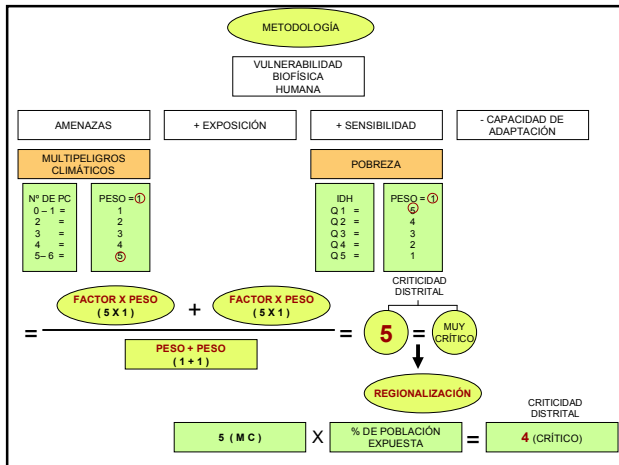 METODOLOGÍA
VULNERABILIDAD
BIOFÍSICA
HUMANA
AMENAZAS
+ EXPOSICIÓN
+ SENSIBILIDAD
- CAPACIDAD DE
ADAPTACIÓN
MULTIPELIGROS
CLIMÁTICOS
POBREZA
Nº DE PC
0 – 1 =
2 =
3 =
4 =
5– 6 =
PESO = 1
1
2
3
4
5
IDH
Q 1 =
Q 2 =
Q 3 =
Q 4 =
Q 5 =
PESO = 1
5
4
3
2
1
CRITICIDAD
DISTRITAL
=
FACTOR X PESO
( 5 X 1 )
+
FACTOR X PESO
( 5 X 1 )
PESO + PESO
( 1 + 1 )
=
5
=
MUY
CRÍTICO
REGIONALIZACIÓN
5 ( M C )
X
% DE POBLACIÓN
EXPUESTA
=
CRITICIDAD
DISTRITAL
4 (CRÍTICO)